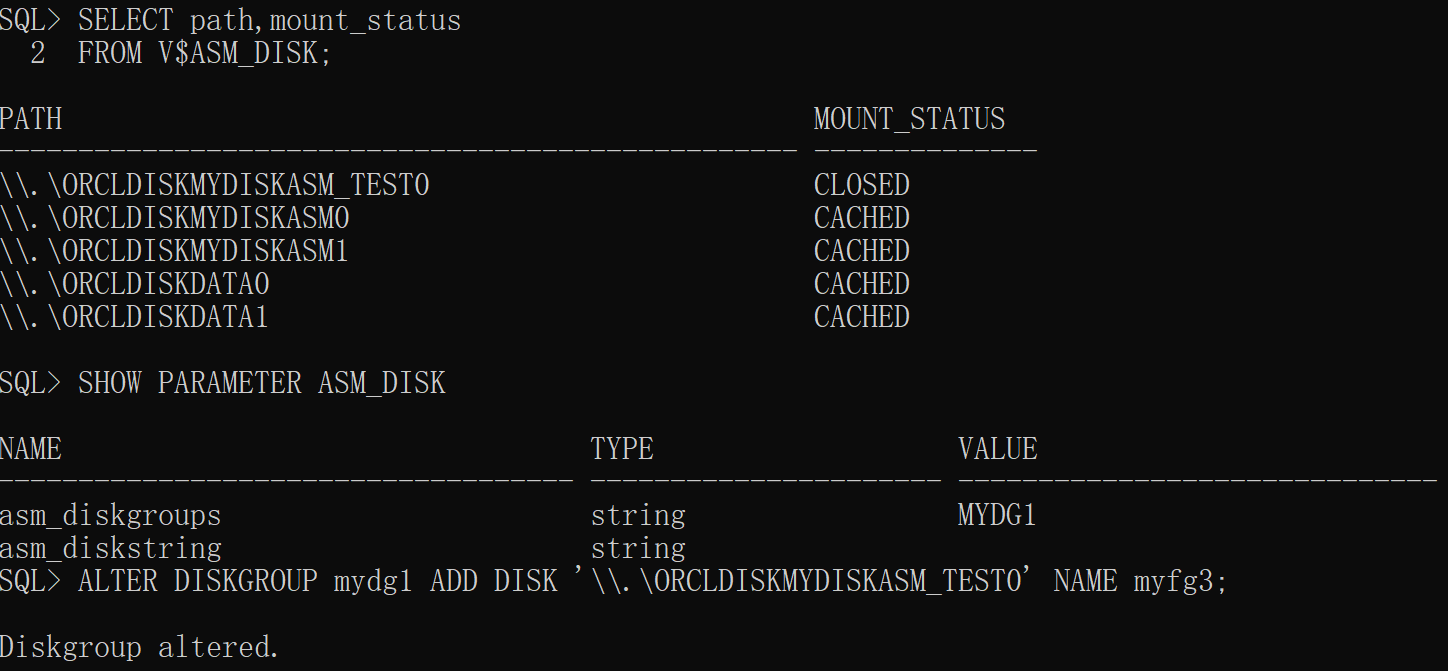 SQL> SELECT path,mount_status
  2  FROM V$ASM_DISK;
PATH MOUNT_STATUS
-------------------------------------------------- --------------
\\.\ORCLDISKMYDISKASM_TEST0 CLOSED
\\.\ORCLDISKMYDISKASM0 CACHED
\\.\ORCLDISKMYDISKASM1 CACHED
\\.\ORCLDISKDATA0 CACHED
\\.\ORCLDISKDATA1 CACHED
SQL> SHOW PARAMETER ASM_DISK
NAME TYPE VALUE
------------------------------------ ---------------------- ------------------------------
asm_diskgroups string MYDG1
asm_diskstring string
SQL> ALTER DISKGROUP mydg1 ADD DISK '\\.\ORCLDISKMYDISKASM_TEST0' NAME myfg3;
Diskgroup altered.